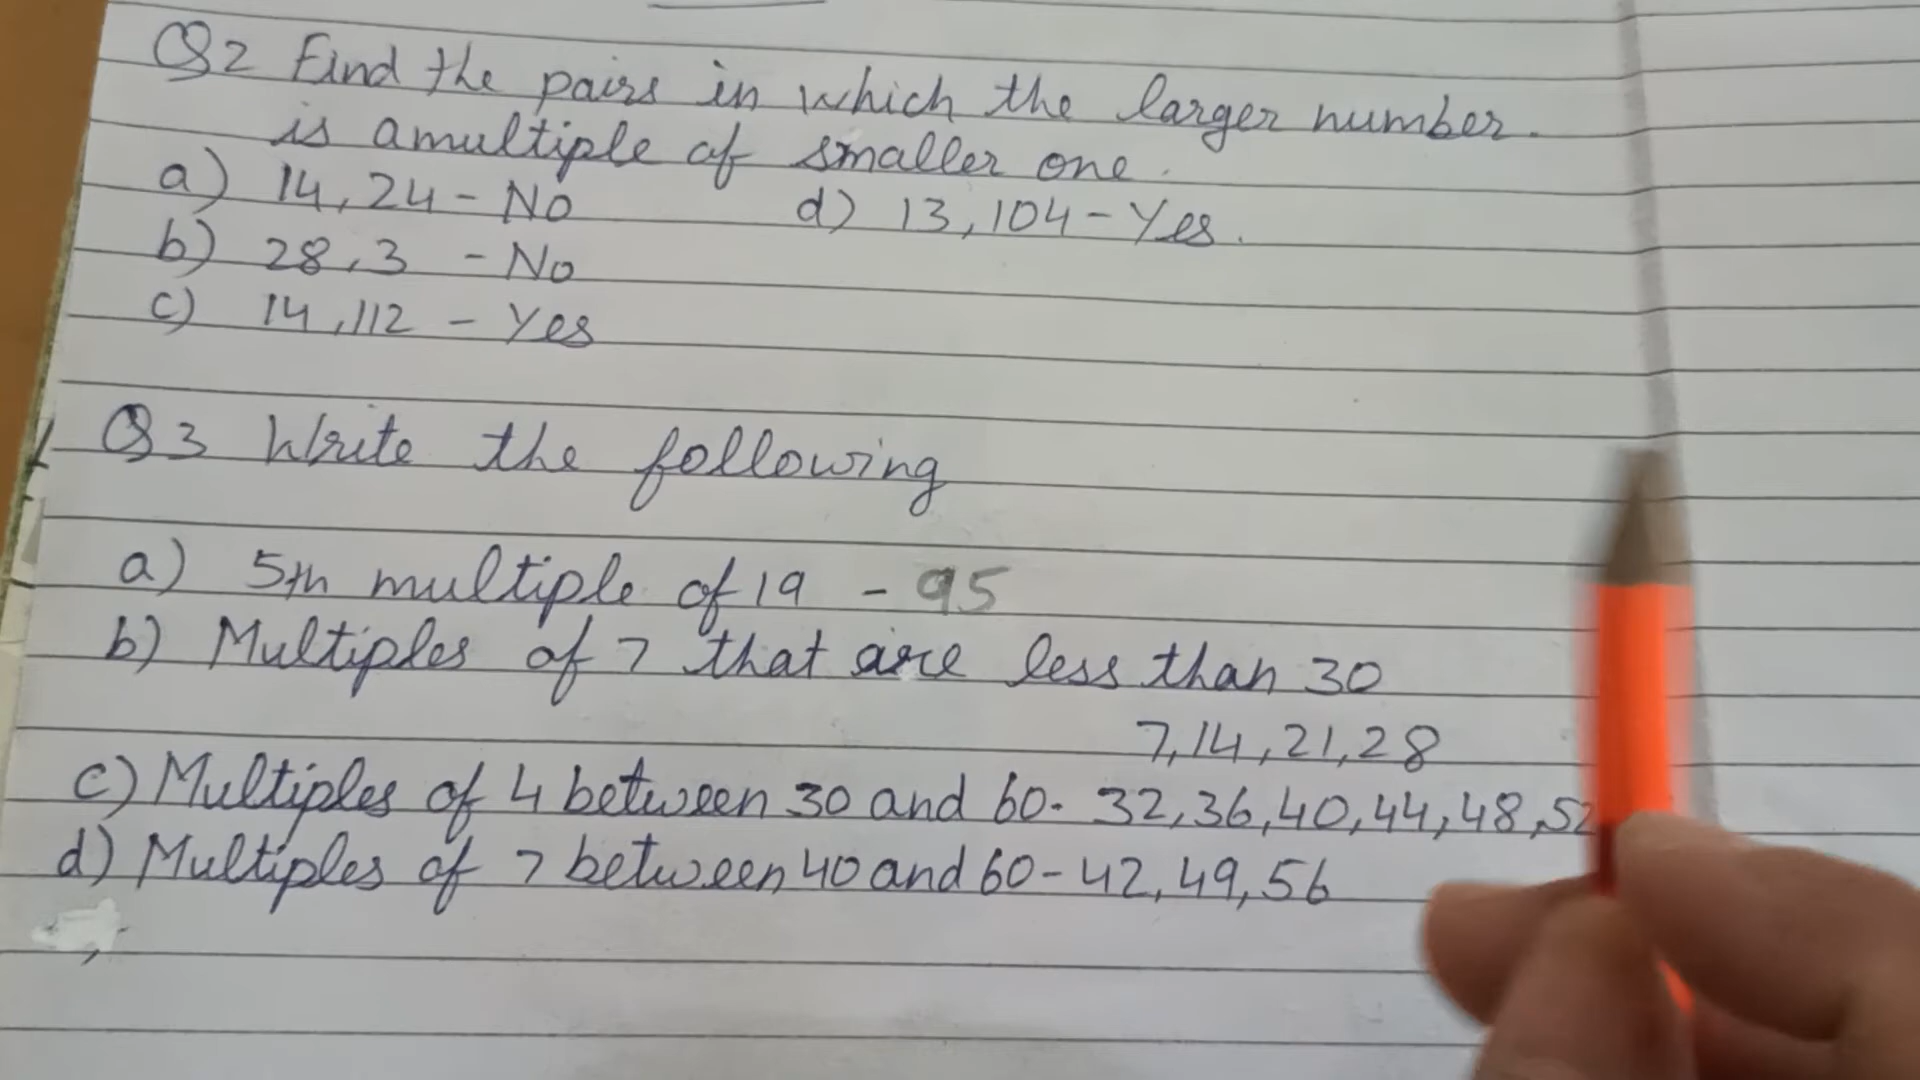 Q2 Find the pairs in which the larger number.
is a multiple of smaller one.
a) 14, 24 - No d) 13, 104 - Yes.
b) 28, 3 - No
c) 14, 112 - Yes
Q3 Write the following
a) 5th multiple of 19 - 95
b) Multiples of 7 that are less than 30
7, 14, 21, 28
c) Multiples of 4 between 30 and 60- 32, 36, 40, 44, 48, 52
d) Multiples of 7 between 40 and 60 - 42, 49, 56